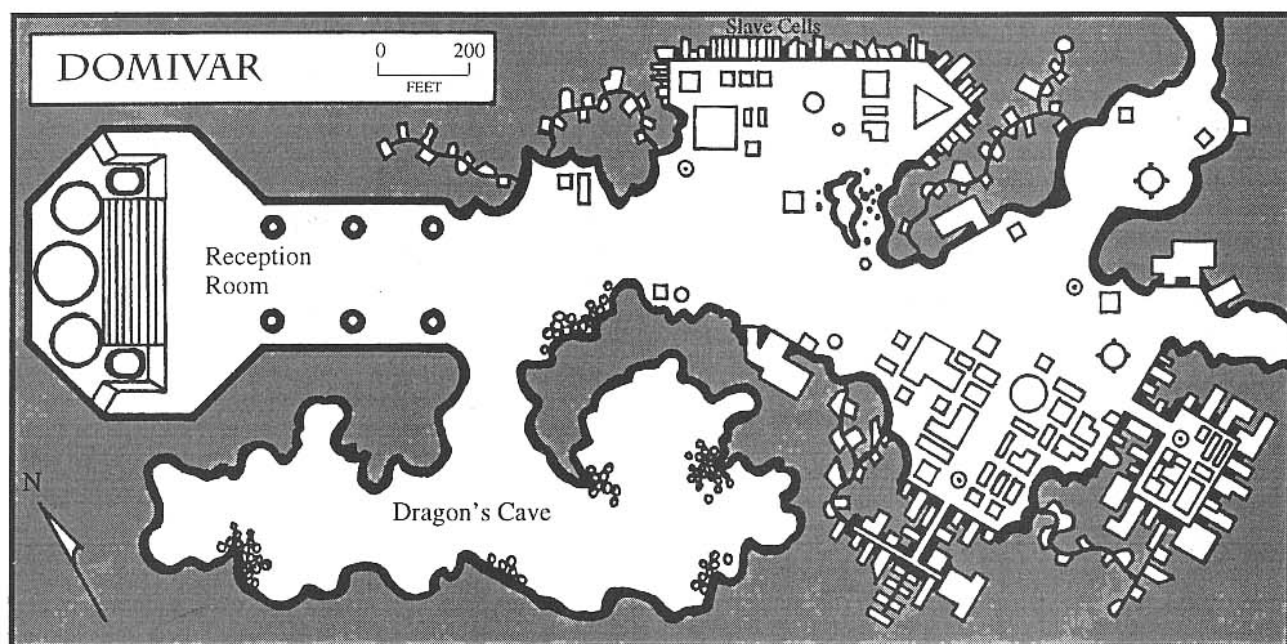 Slave Cells
DOMIVAR
0 200
FEET
Reception
Room
N
Dragon's Cave